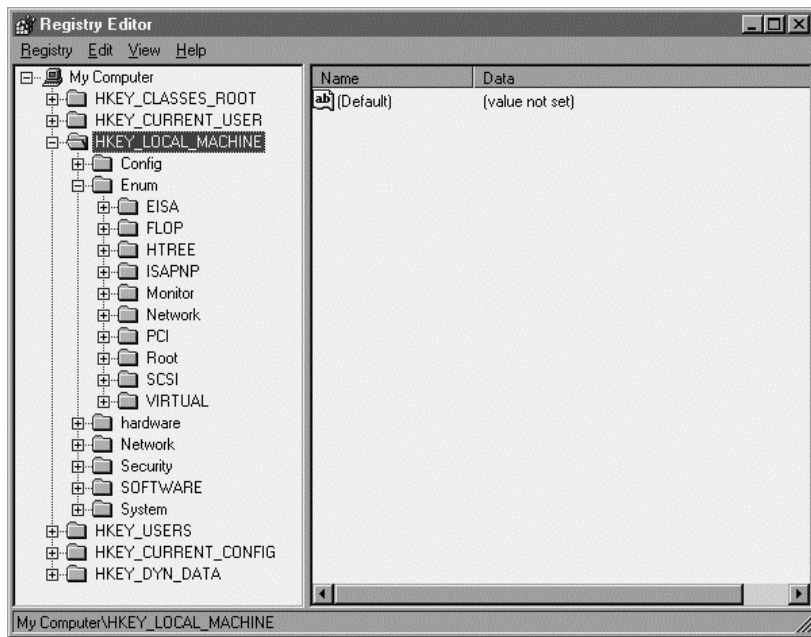 Registry Editor
Registry Edit View Help
My Computer
HKEY_CLASSES_ROOT
HKEY_CURRENT_USER
HKEY_LOCAL_MACHINE
Config
Enum
EISA
FLOP
HTREE
ISAPNP
Monitor
Network
PCI
Root
SCSI
VIRTUAL
hardware
Network
Security
SOFTWARE
System
HKEY_USERS
HKEY_CURRENT_CONFIG
HKEY_DYN_DATA
Name Data
ab (Default) (value not set)
My Computer\HKEY_LOCAL_MACHINE